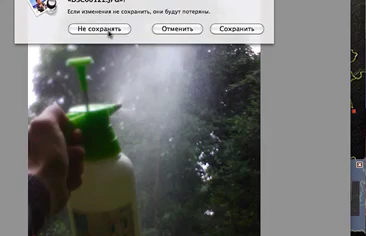 Если изменения не сохранить, они будут потеряны.
Не сохранять
Отменить
Сохранить